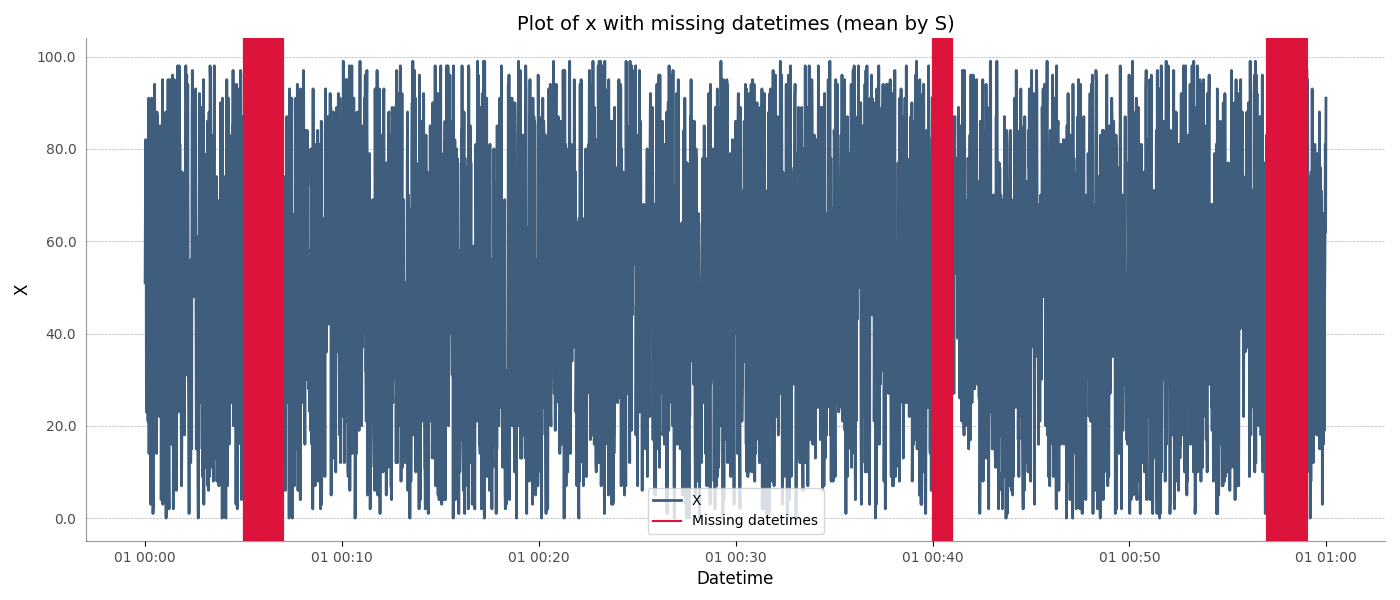 Plot of x with missing datetimes (mean by S)
100.0
80.0
60.0
40.0
20.0
0.0
X
X
Missing datetimes
01 00:00 01 00:10 01 00:20 01 00:30 01 00:40 01 00:50 01 01:00
Datetime